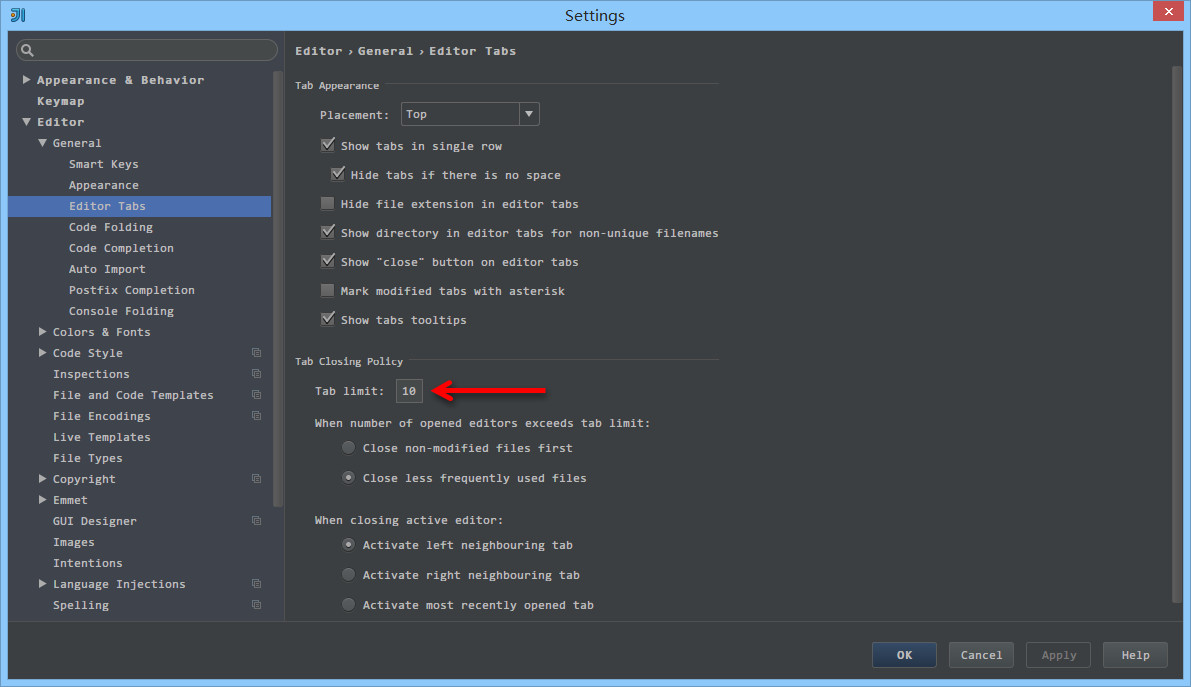 Settings
Editor › General › Editor Tabs
Appearance & Behavior
Keymap
Editor
General
Smart Keys
Appearance
Editor Tabs
Code Folding
Code Completion
Auto Import
Postfix Completion
Console Folding
Colors & Fonts
Code Style
Inspections
File and Code Templates
File Encodings
Live Templates
File Types
Copyright
Emmet
GUI Designer
Images
Intentions
Language Injections
Spelling
Tab Appearance
Placement: Top
Show tabs in single row
Hide tabs if there is no space
Hide file extension in editor tabs
Show directory in editor tabs for non-unique filenames
Show "close" button on editor tabs
Mark modified tabs with asterisk
Show tabs tooltips
Tab Closing Policy
Tab limit: 10
When number of opened editors exceeds tab limit:
Close non-modified files first
Close less frequently used files
When closing active editor:
Activate left neighbouring tab
Activate right neighbouring tab
Activate most recently opened tab
OK Cancel Apply Help